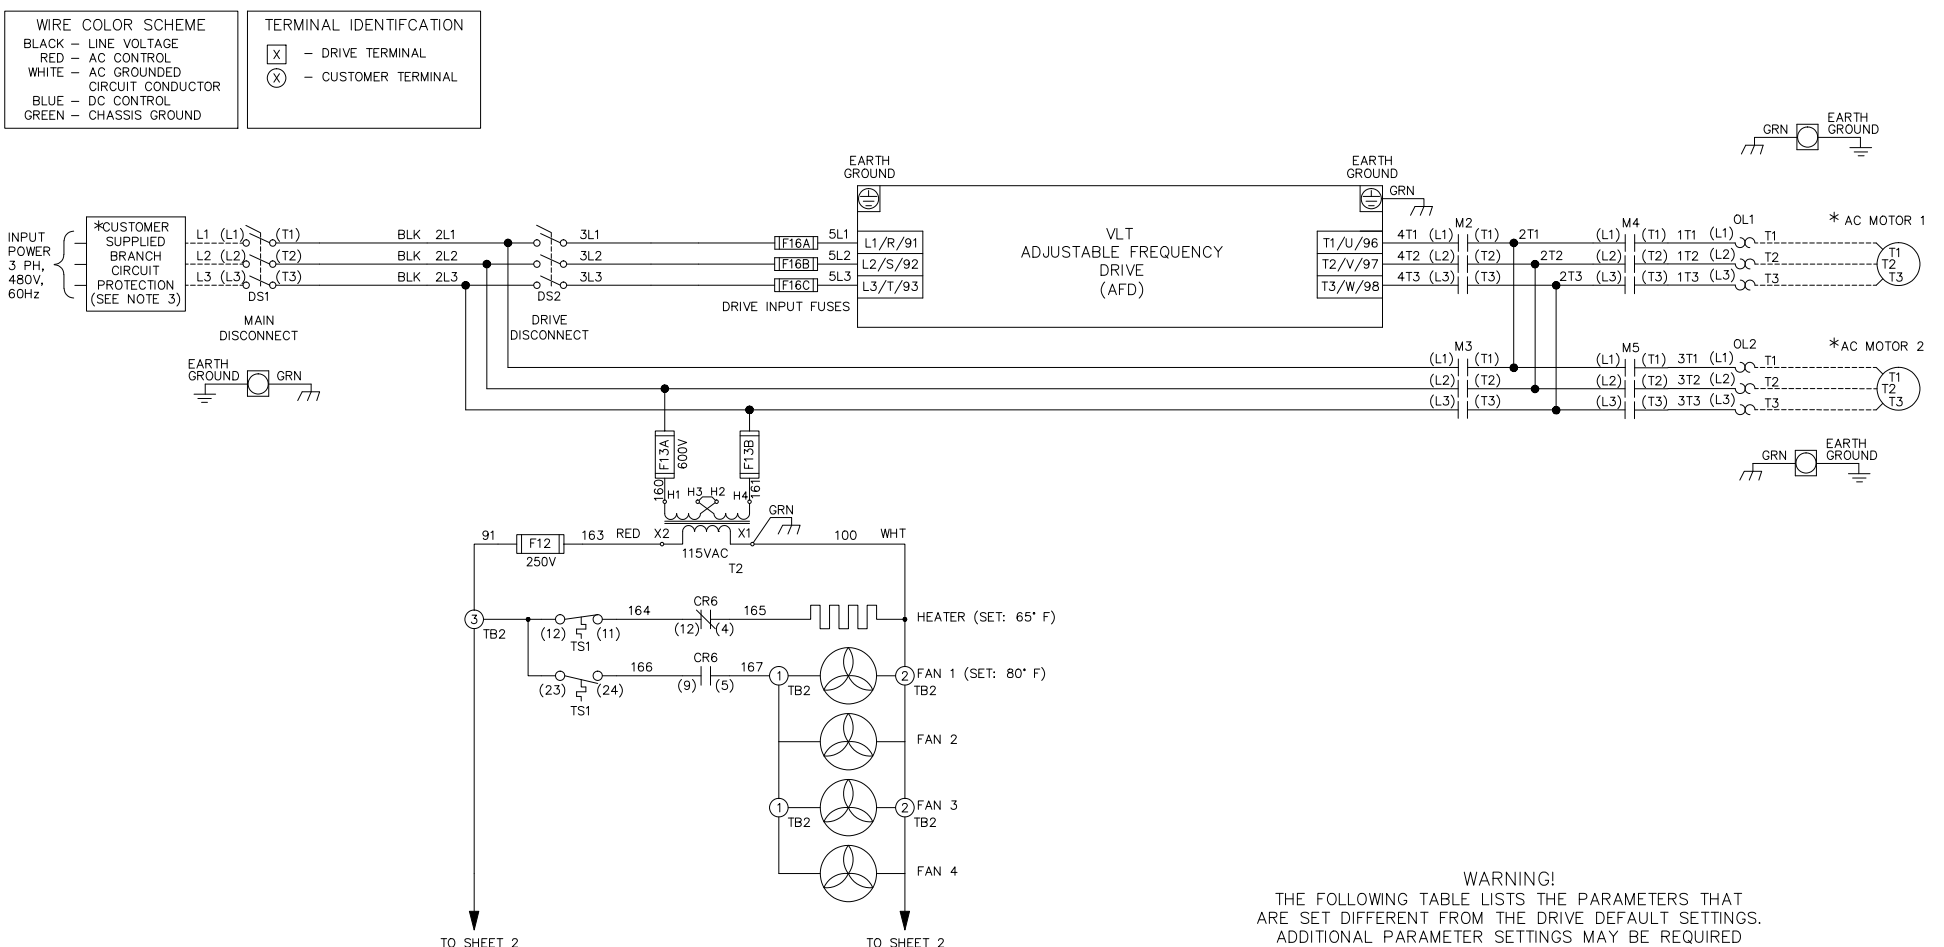 WIRE COLOR SCHEME
BLACK – LINE VOLTAGE
RED – AC CONTROL
WHITE – AC GROUNDED
CIRCUIT CONDUCTOR
BLUE – DC CONTROL
GREEN – CHASSIS GROUND
TERMINAL IDENTIFCATION
X – DRIVE TERMINAL
X – CUSTOMER TERMINAL
GRN
EARTH
GROUND
INPUT
POWER
3 PH,
480V,
60Hz
*CUSTOMER
SUPPLIED
BRANCH
CIRCUIT
PROTECTION
(SEE NOTE 3)
L1 (L1) (T1) BLK 2L1 3L1 F16A 5L1 L1/R/91
L2 (L2) (T2) BLK 2L2 3L2 F16B 5L2 L2/S/92
L3 (L3) (T3) BLK 2L3 3L3 F16C 5L3 L3/T/93
DS1
MAIN
DISCONNECT
DS2
DRIVE
DISCONNECT
DRIVE INPUT FUSES
EARTH
GROUND
VLT
ADJUSTABLE FREQUENCY
DRIVE
(AFD)
EARTH
GROUND
GRN
M2 M4 OL1 * AC MOTOR 1
T1/U/96 4T1 (L1) (T1) 2T1 (L1) (T1) 1T1 (L1) T1 T1
T2/V/97 4T2 (L2) (T2) 2T2 (L2) (T2) 1T2 (L2) T2 T2
T3/W/98 4T3 (L3) (T3) 2T3 (L3) (T3) 1T3 (L3) T3 T3
M3 M5 OL2 *AC MOTOR 2
(L1) (T1) (L1) (T1) 3T1 (L1) T1 T1
(L2) (T2) (L2) (T2) 3T2 (L2) T2 T2
(L3) (T3) (L3) (T3) 3T3 (L3) T3 T3
EARTH
GROUND GRN
GRN
EARTH
GROUND
F13A
600V
F13B
160
161
H1 H3 H2 H4
GRN
91 F12 163 RED X2 X1 100 WHT
250V
115VAC
T2
3
TB2
(12) (11)
TS1
164
CR6
(12) (4)
165
HEATER (SET: 65° F)
(23) (24)
TS1
166
CR6
(9) (5)
167
1
TB2
2
TB2
FAN 1 (SET: 80° F)
FAN 2
1
TB2
2
TB2
FAN 3
FAN 4
TO SHEET 2
TO SHEET 2
WARNING!
THE FOLLOWING TABLE LISTS THE PARAMETERS THAT
ARE SET DIFFERENT FROM THE DRIVE DEFAULT SETTINGS.
ADDITIONAL PARAMETER SETTINGS MAY BE REQUIRED